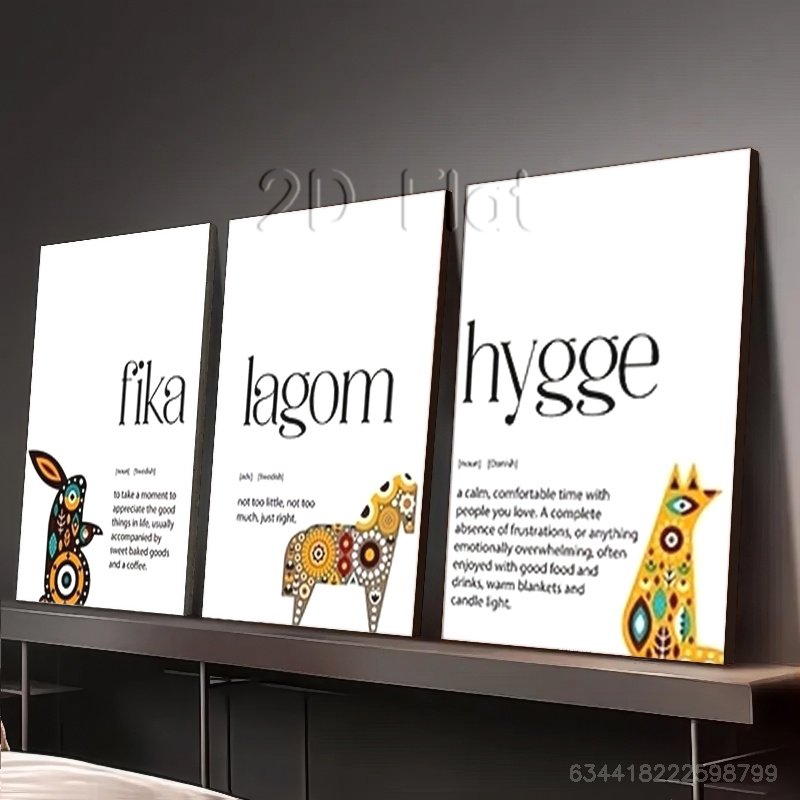 2D Flat
fika
[noun] [Swedish]
to take a moment to
appreciate the good
things in life, usually
accompanied by
sweet baked goods
and a coffee.
lagom
[adv.] [Swedish]
not too little, not too
much, just right.
hygge
[noun] [Danish]
a calm, comfortable time with
people you love. A complete
absence of frustrations, or anything
emotionally overwhelming, often
enjoyed with good food and
drinks, warm blankets and
candle light.
634418222598799